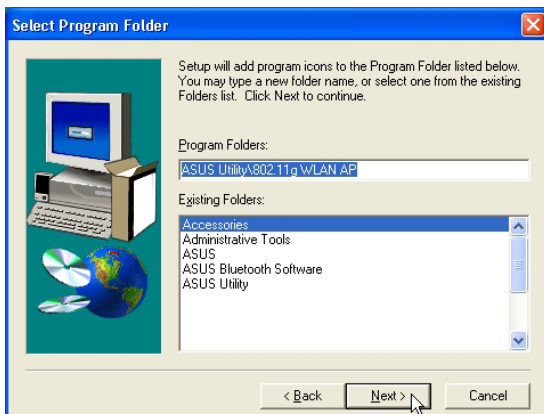 Select Program Folder
Setup will add program icons to the Program Folder listed below.
You may type a new folder name, or select one from the existing
Folders list. Click Next to continue.
Program Folders:
ASUS Utility\802.11g WLAN AP
Existing Folders:
Accessories
Administrative Tools
ASUS
ASUS Bluetooth Software
ASUS Utility
< Back
Next >
Cancel